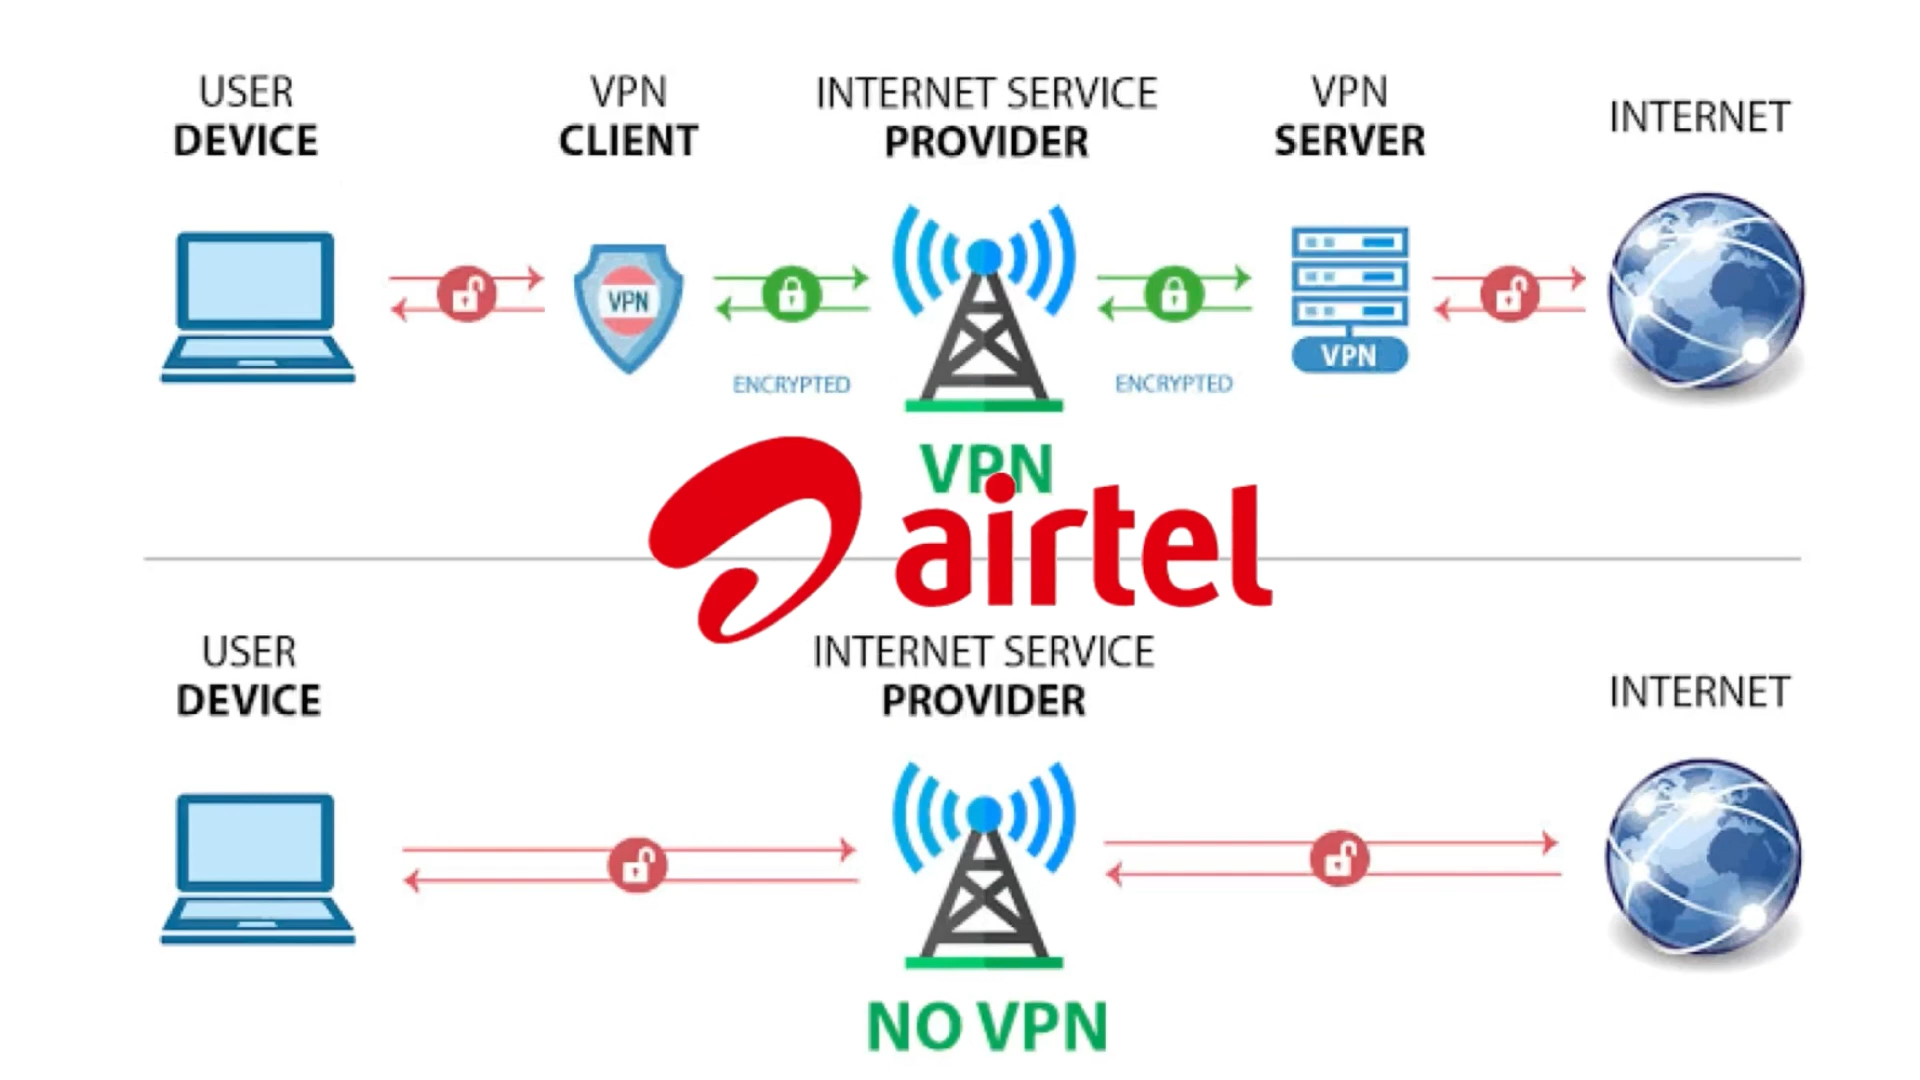 USER
DEVICE
VPN
CLIENT
INTERNET SERVICE
PROVIDER
VPN
SERVER
INTERNET
VPN
VPN
ENCRYPTED
ENCRYPTED
VPN
airtel
USER
DEVICE
INTERNET SERVICE
PROVIDER
INTERNET
NO VPN